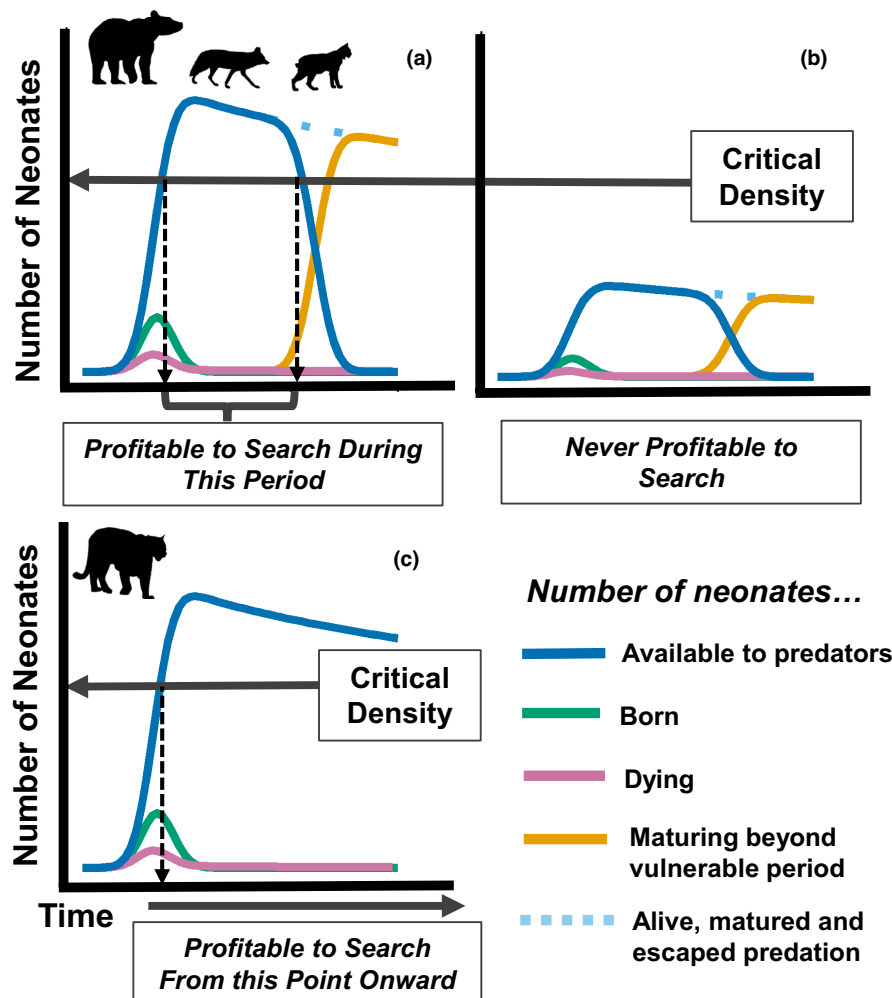 (a)
(b)
Number of Neonates
Critical
Density
Profitable to Search During
This Period
Never Profitable to
Search
(c)
Number of Neonates
Critical
Density
Time
Profitable to Search
From this Point Onward
Number of neonates...
Available to predators
Born
Dying
Maturing beyond
vulnerable period
Alive, matured and
escaped predation